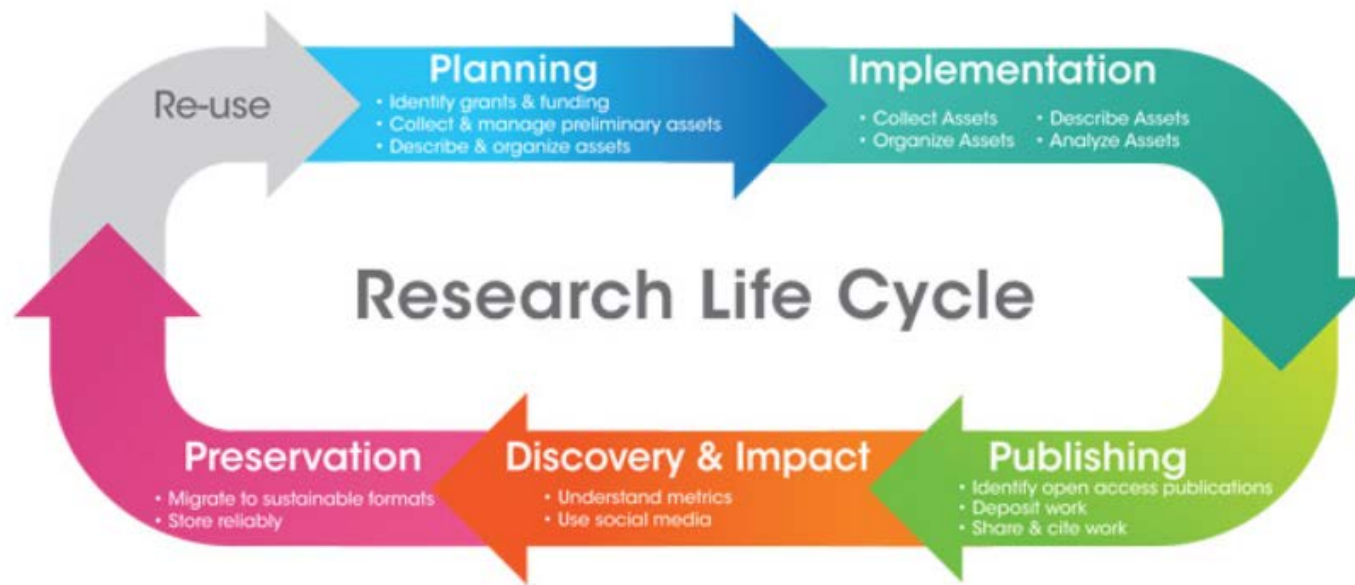 Re-use
Planning
• Identify grants & funding
• Collect & manage preliminary assets
• Describe & organize assets
Implementation
• Collect Assets • Describe Assets
• Organize Assets • Analyze Assets
Research Life Cycle
Preservation
• Migrate to sustainable formats
• Store reliably
Discovery & Impact
• Understand metrics
• Use social media
Publishing
• Identify open access publications
• Deposit work
• Share & cite work